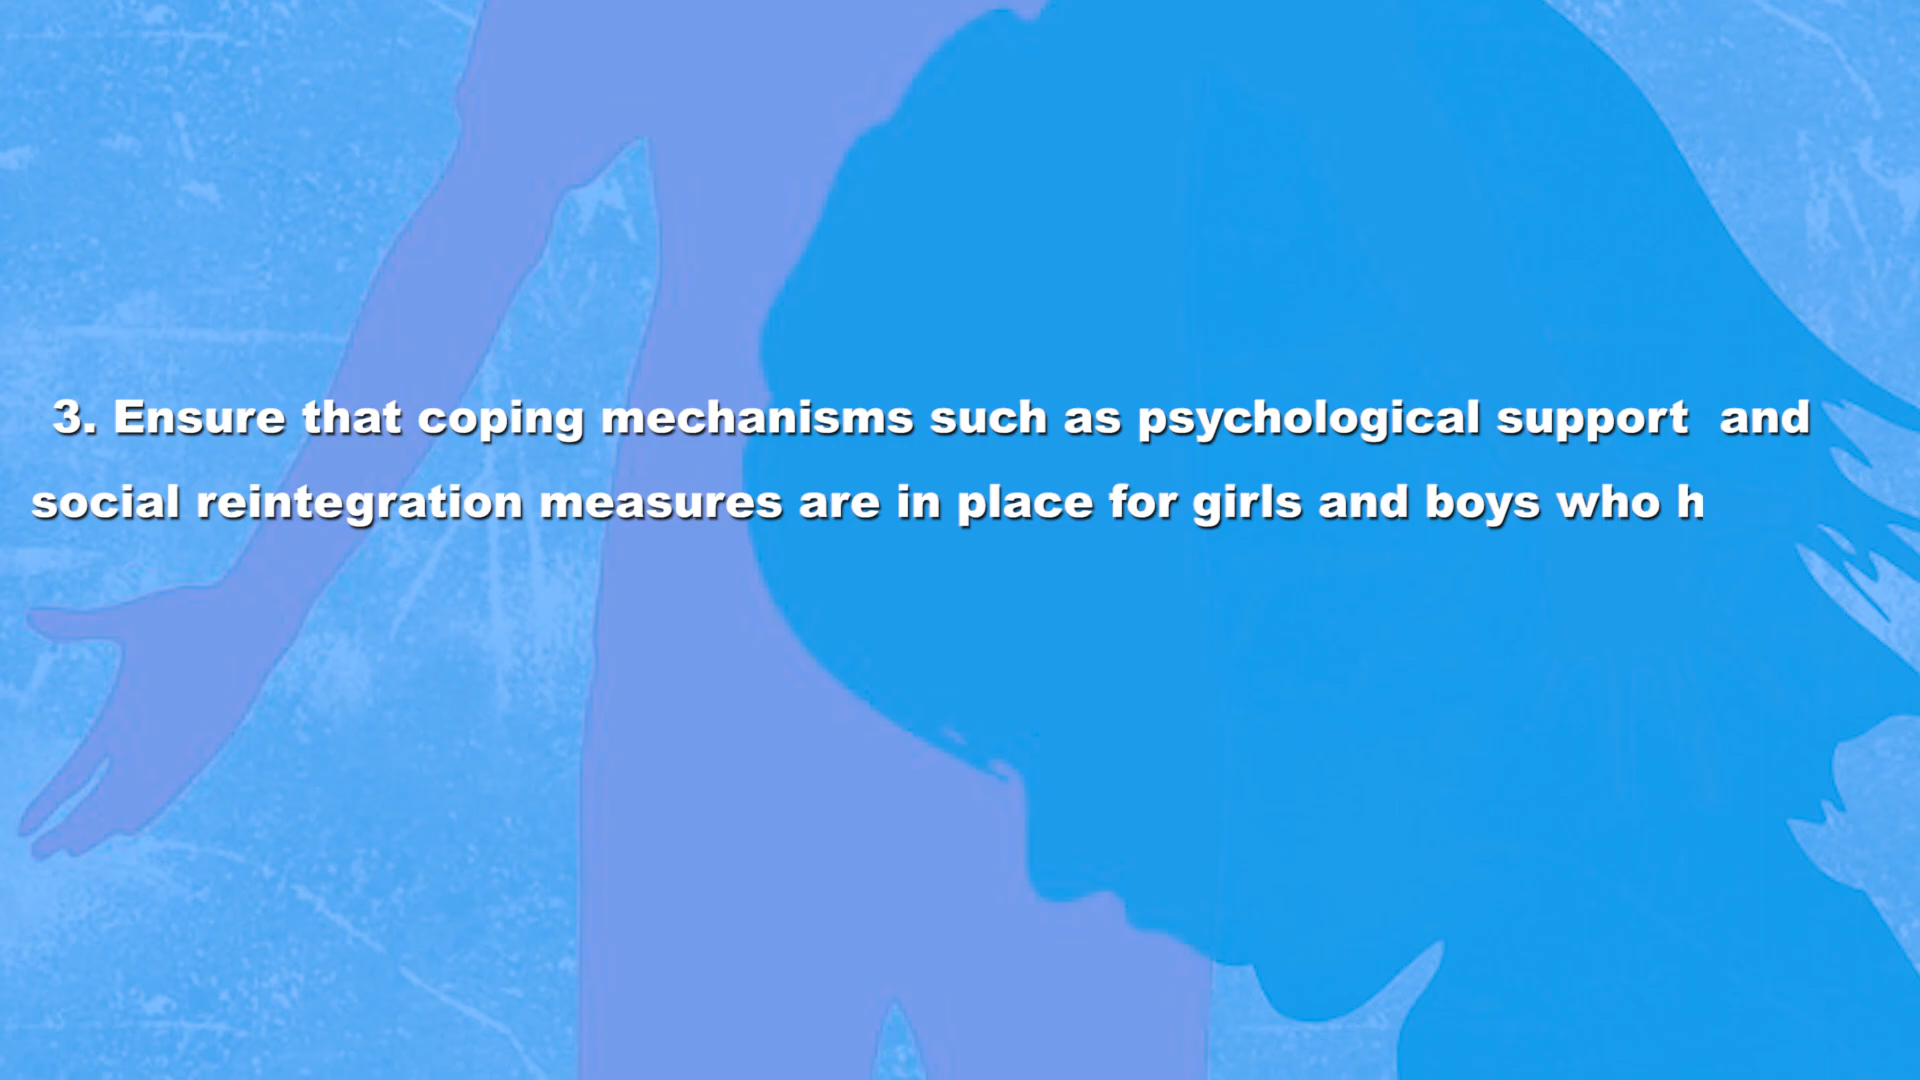 3. Ensure that coping mechanisms such as psychological support and
social reintegration measures are in place for girls and boys who h